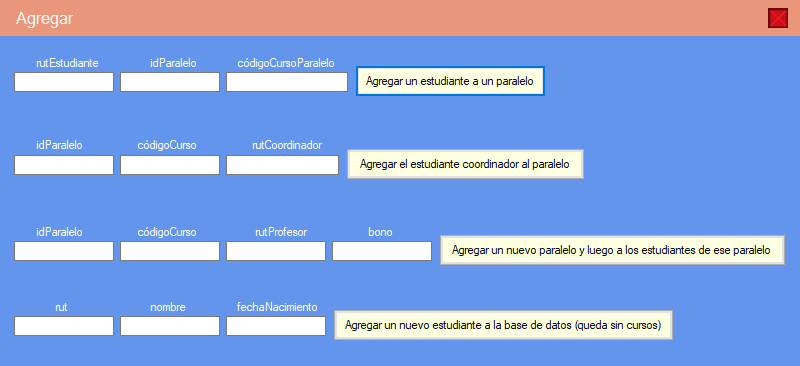 Agregar
rutEstudiante idParalelo códigoCursoParalelo
Agregar un estudiante a un paralelo
idParalelo códigoCurso rutCoordinador
Agregar el estudiante coordinador al paralelo
idParalelo códigoCurso rutProfesor bono
Agregar un nuevo paralelo y luego a los estudiantes de ese paralelo
rut nombre fechaNacimiento
Agregar un nuevo estudiante a la base de datos (queda sin cursos)